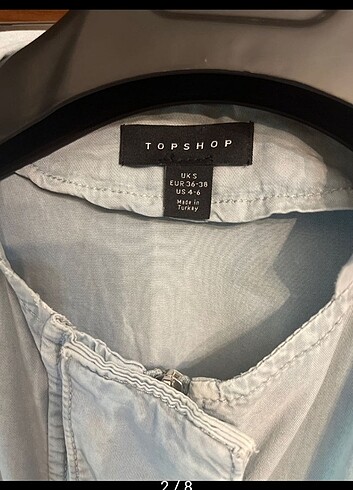 TOPSHOP
UK S
EUR 36-38
US 4-6
Made in
Turkey
2/8